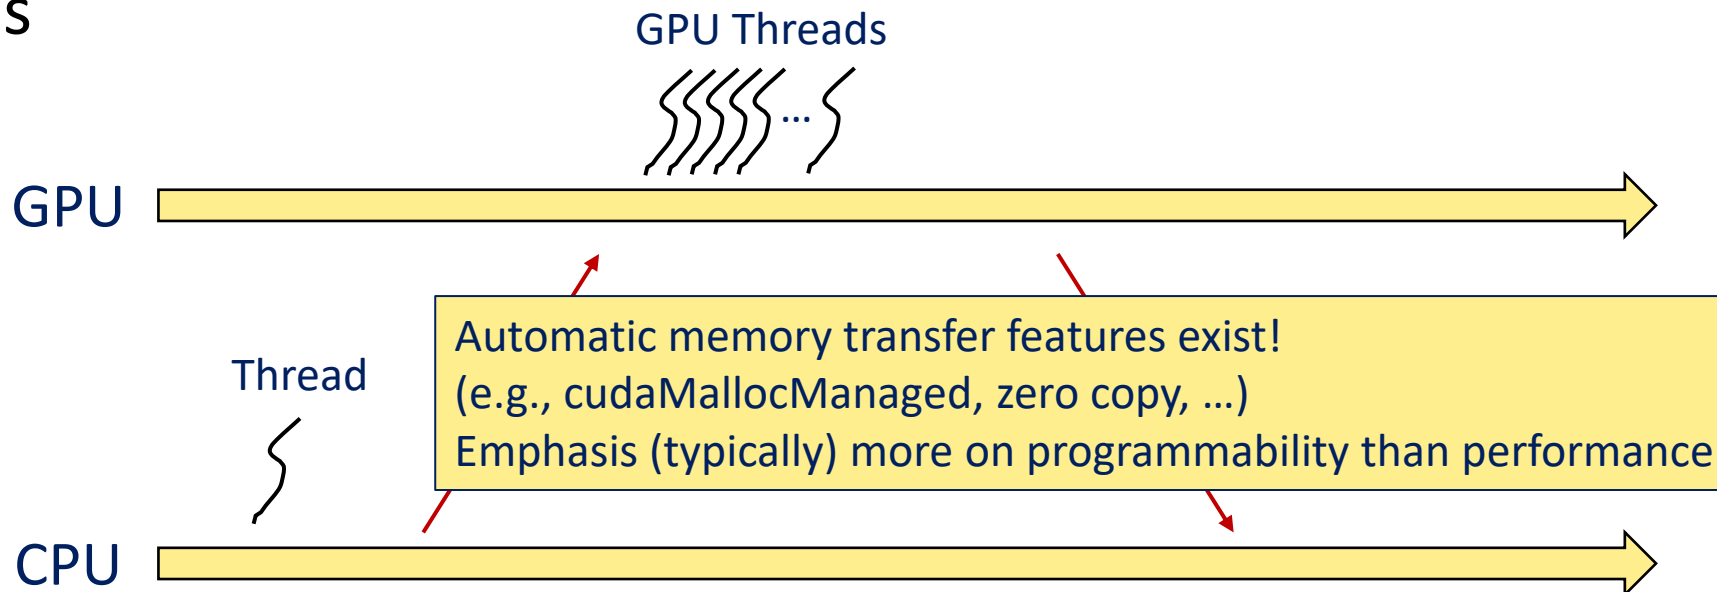 s
GPU Threads
...
GPU
Automatic memory transfer features exist!
(e.g., cudaMallocManaged, zero copy, ...)
Emphasis (typically) more on programmability than performance
Thread
CPU